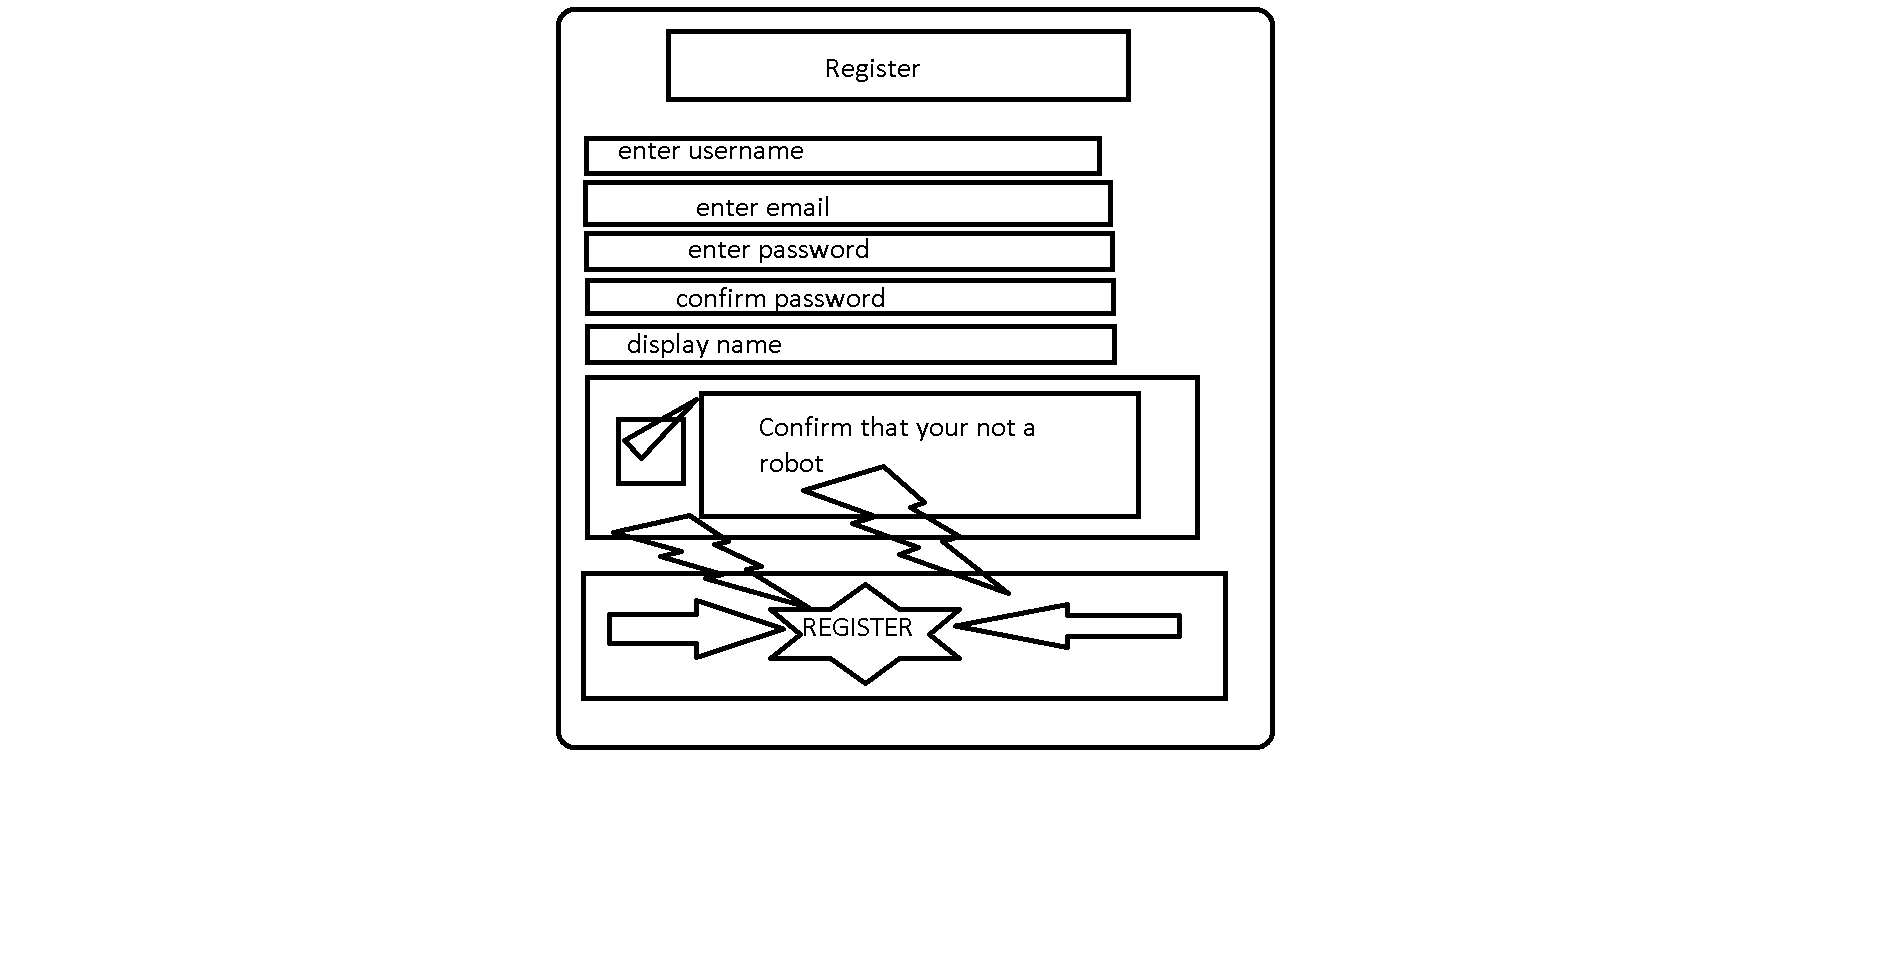 Register
enter username
enter email
enter password
confirm password
display name
Confirm that your not a
robot
REGISTER